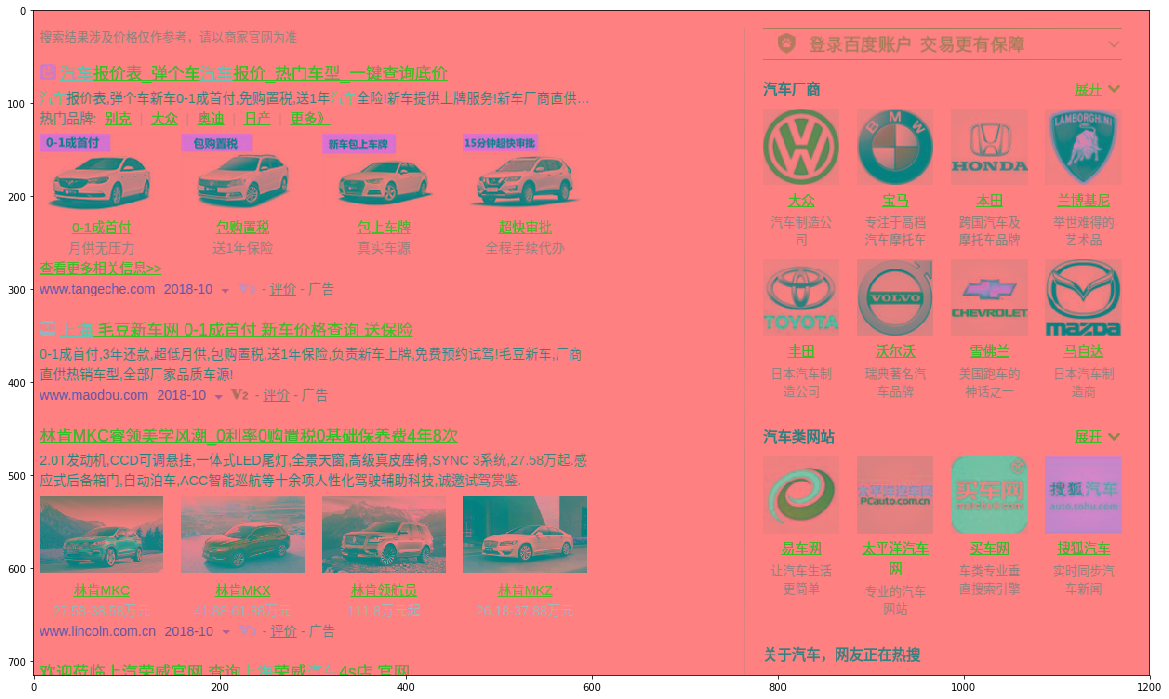 0
100
200
300
400
500
600
700
0
200
400
600
800
1000
1200
搜索结果涉及价格仅作参考，请以商家官网为准
汽车报价表_弹个车汽车报价_热门车型_一键查询底价
汽车报价表,弹个车新车0-1成首付,免购置税,送1年汽车全险!新车提供上牌服务!新车厂商直供...
热门品牌: 别克 | 大众 | 奥迪 | 日产 | 更多》
0-1成首付 包购置税 新车包上车牌 15分钟超快审批
0-1成首付 包购置税 包上车牌 超快审批
月供无压力 送1年保险 真实车源 全程手续代办
查看更多相关信息>>
www.tangeche.com 2018-10 V3 - 评价 - 广告
上海 毛豆新车网 0-1成首付 新车价格查询 送保险
0-1成首付,3年还款,超低月供,包购置税,送1年保险,负责新车上牌,免费预约试驾!毛豆新车,厂商
直供热销车型,全部厂家品质车源!
www.maodou.com 2018-10 V2 - 评价 - 广告
林肯MKC睿领美学风潮_0利率0购置税0基础保养费4年8次
2.0T发动机,CCD可调悬挂,一体式LED尾灯,全景天窗,高级真皮座椅,SYNC 3系统,27.58万起.感
应式后备箱门,自动泊车,ACC智能巡航等十余项人性化驾驶辅助科技,诚邀试驾赏鉴.
林肯MKC 林肯MKX 林肯领航员 林肯MKZ
www.lincoln.com.cn 2018-10 - 评价 - 广告
欢迎莅临上汽荣威官网 查询上海荣威汽车4s店 官网
登录百度账户 交易更有保障
汽车厂商 展开
BMW HONDA LAMBORGHINI
大众 宝马 本田 兰博基尼
汽车制造公 专注于高档 跨国汽车及 举世难得的
司 汽车摩托车 摩托车品牌 艺术品
TOYOTA VOLVO CHEVROLET mazda
丰田 沃尔沃 雪佛兰 马自达
日本汽车制 瑞典著名汽 美国跑车的 日本汽车制
造公司 车品牌 神话之一 造商
汽车类网站 展开
太平洋汽车网 PCauto.com.cn 买车网 搜狐汽车 auto.sohu.com
易车网 太平洋汽车 买车网 搜狐汽车
网
让汽车生活 专业的汽车 车类专业垂 实时同步汽
更简单 网站 直搜索引擎 车新闻
关于汽车，网友正在热搜